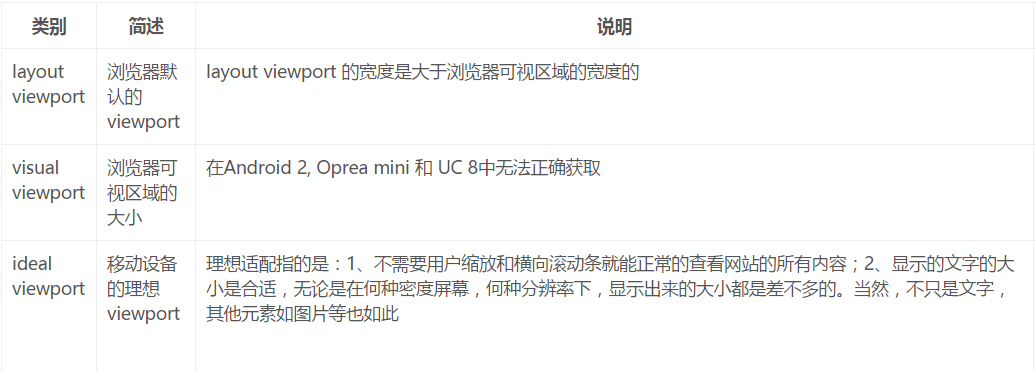 类别 简述 说明
layout viewport 浏览器默认的viewport layout viewport 的宽度是大于浏览器可视区域的宽度的
visual viewport 浏览器可视区域的大小 在Android 2, Oprea mini 和 UC 8中无法正确获取
ideal viewport 移动设备的理想viewport 理想适配指的是：1、不需要用户缩放和横向滚动条就能正常的查看网站的所有内容；2、显示的文字的大小是合适，无论是在何种密度屏幕，何种分辨率下，显示出来的大小都是差不多的。当然，不只是文字，其他元素如图片等也如此